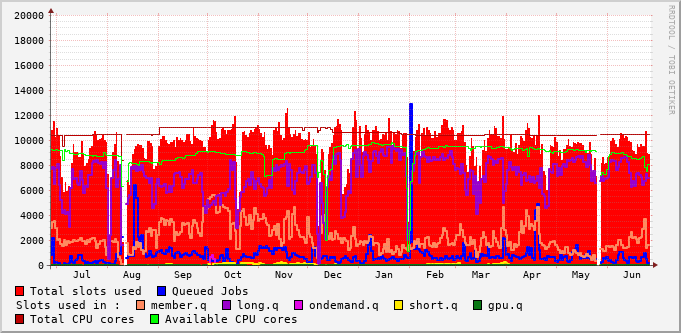 20000
18000
16000
14000
12000
10000
8000
6000
4000
2000
0
Jul Aug Sep Oct Nov Dec Jan Feb Mar Apr May Jun
Total slots used Queued Jobs
Slots used in : member.q long.q ondemand.q short.q gpu.q
Total CPU cores Available CPU cores
RRDTOOL / TOBI OETIKER